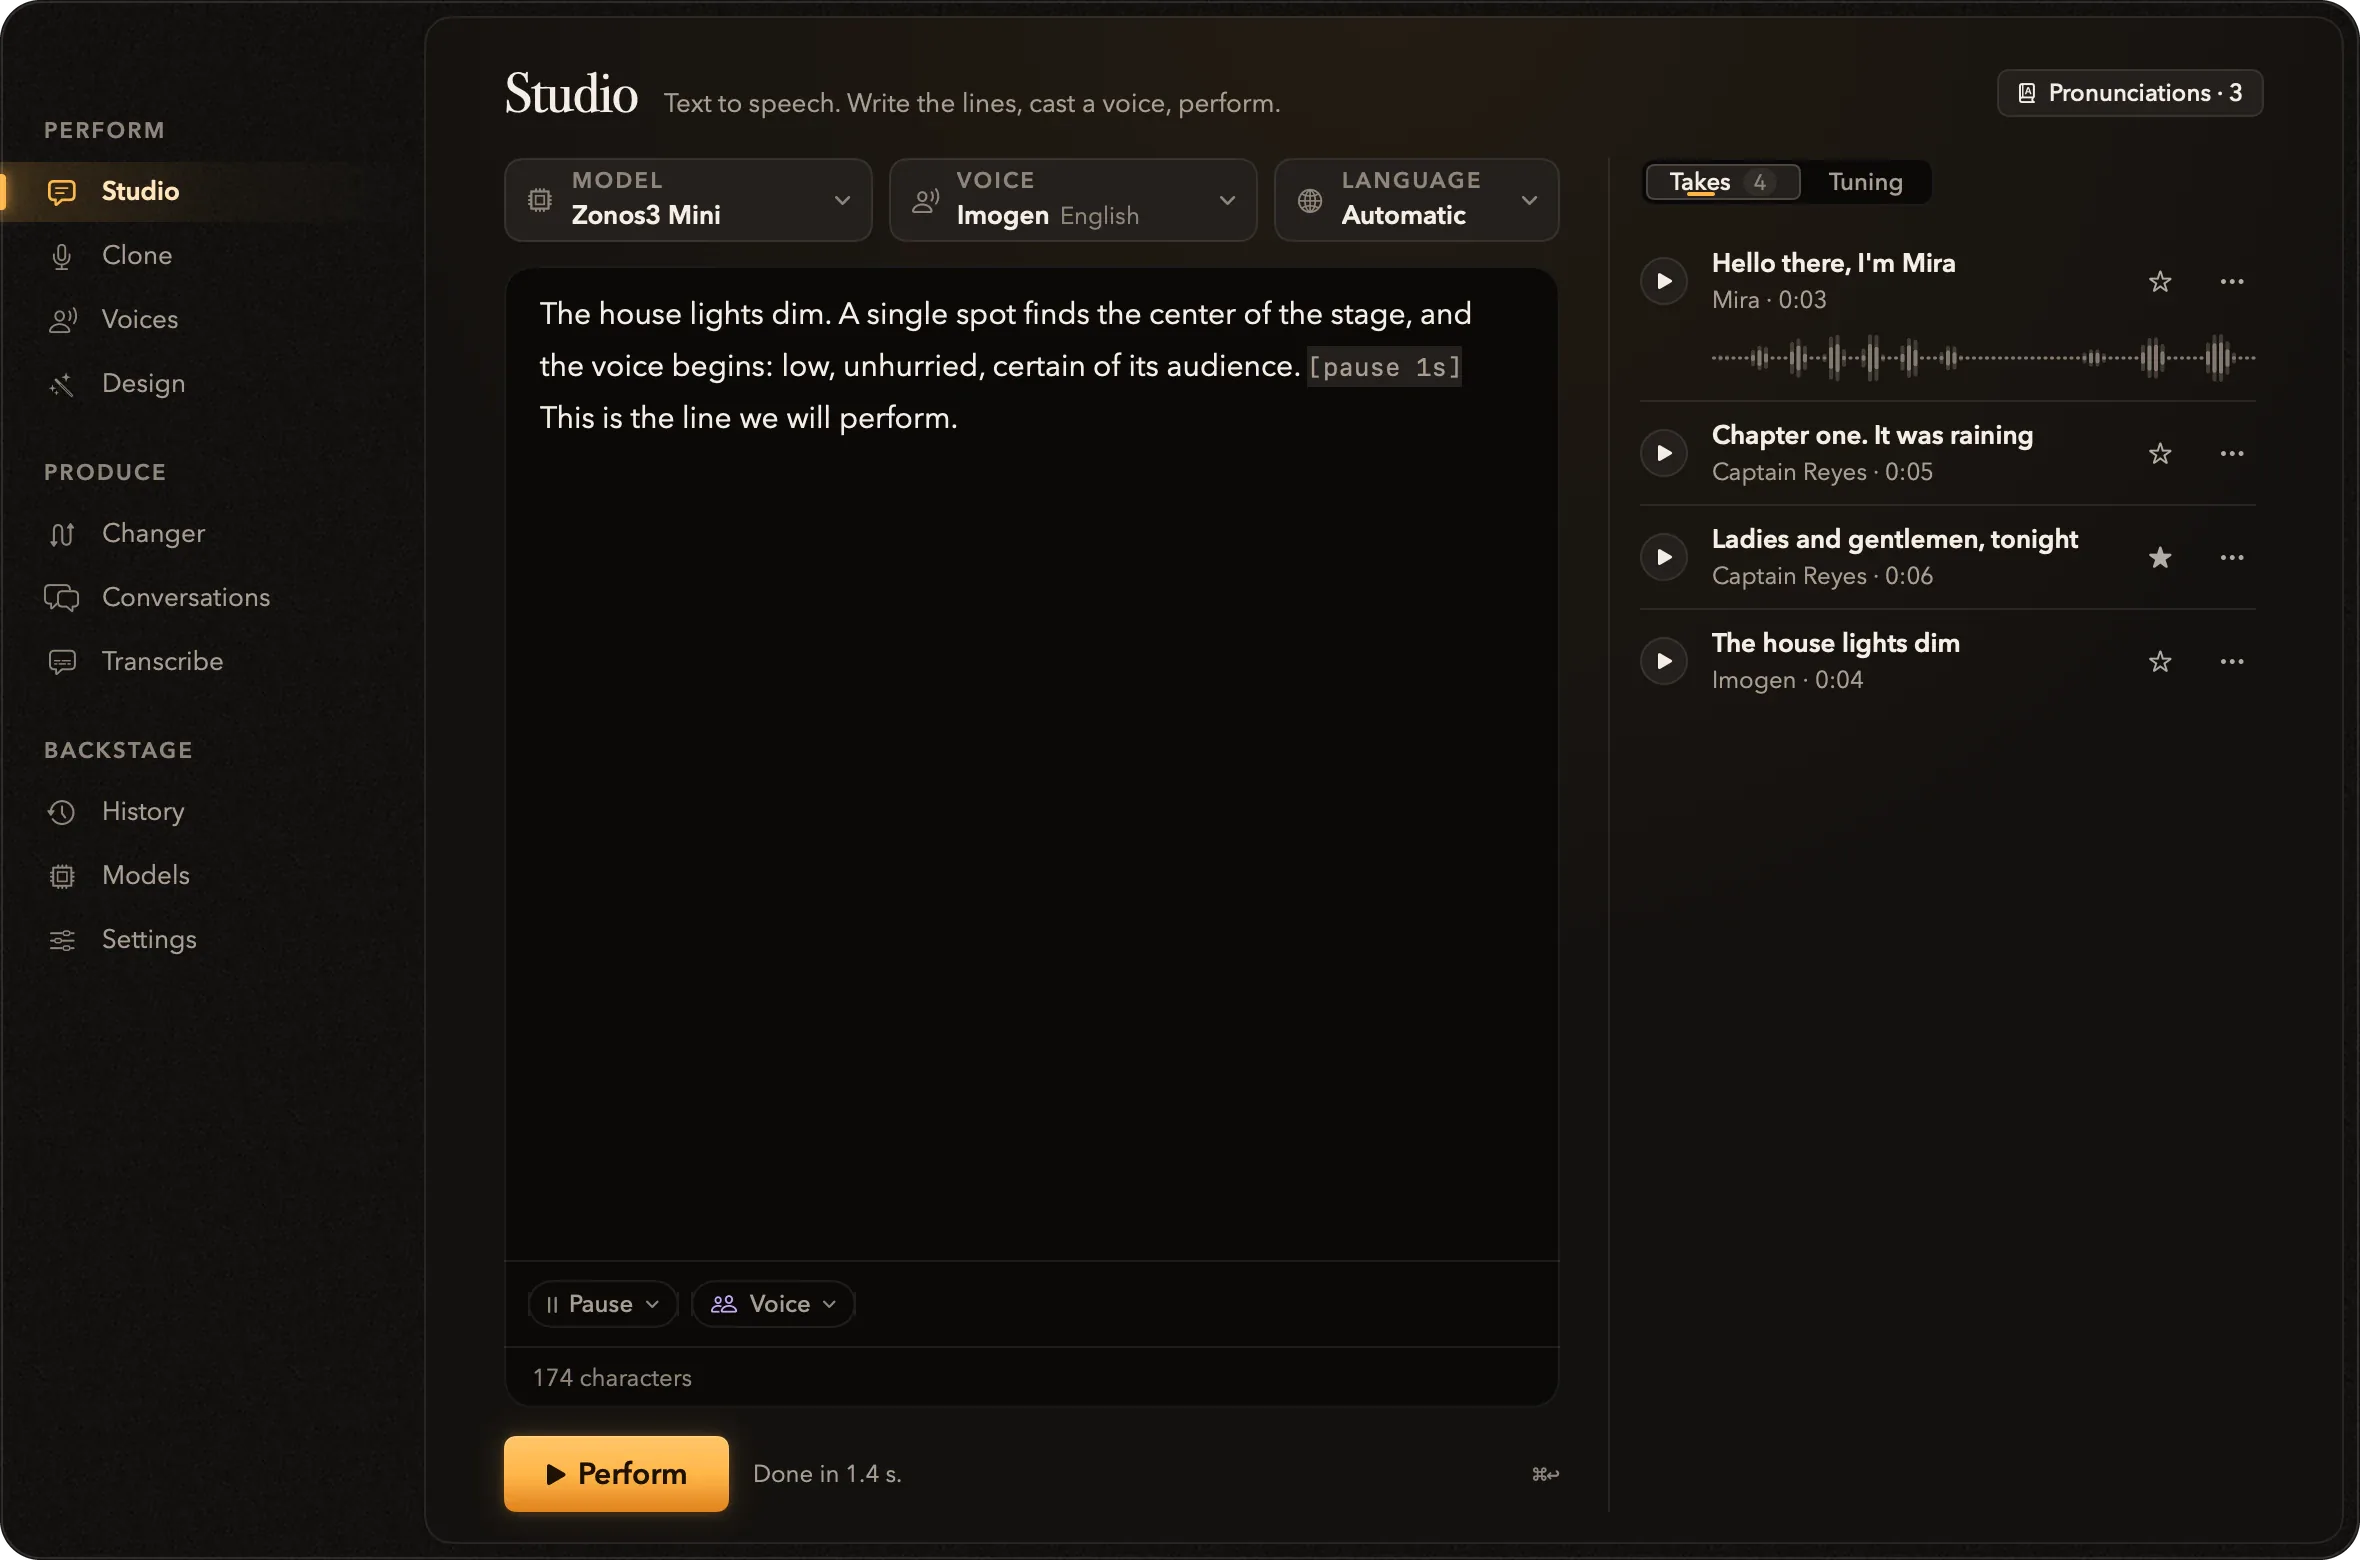 PERFORM
Studio
Clone
Voices
Design
PRODUCE
Changer
Conversations
Transcribe
BACKSTAGE
History
Models
Settings
Studio Text to speech. Write the lines, cast a voice, perform.
Pronunciations · 3
MODEL
Zonos3 Mini
VOICE
Imogen English
LANGUAGE
Automatic
The house lights dim. A single spot finds the center of the stage, and
the voice begins: low, unhurried, certain of its audience. [pause 1s]
This is the line we will perform.
Pause
Voice
174 characters
Perform
Done in 1.4 s.
⌘↩
Takes 4
Tuning
Hello there, I'm Mira
Mira · 0:03
Chapter one. It was raining
Captain Reyes · 0:05
Ladies and gentlemen, tonight
Captain Reyes · 0:06
The house lights dim
Imogen · 0:04